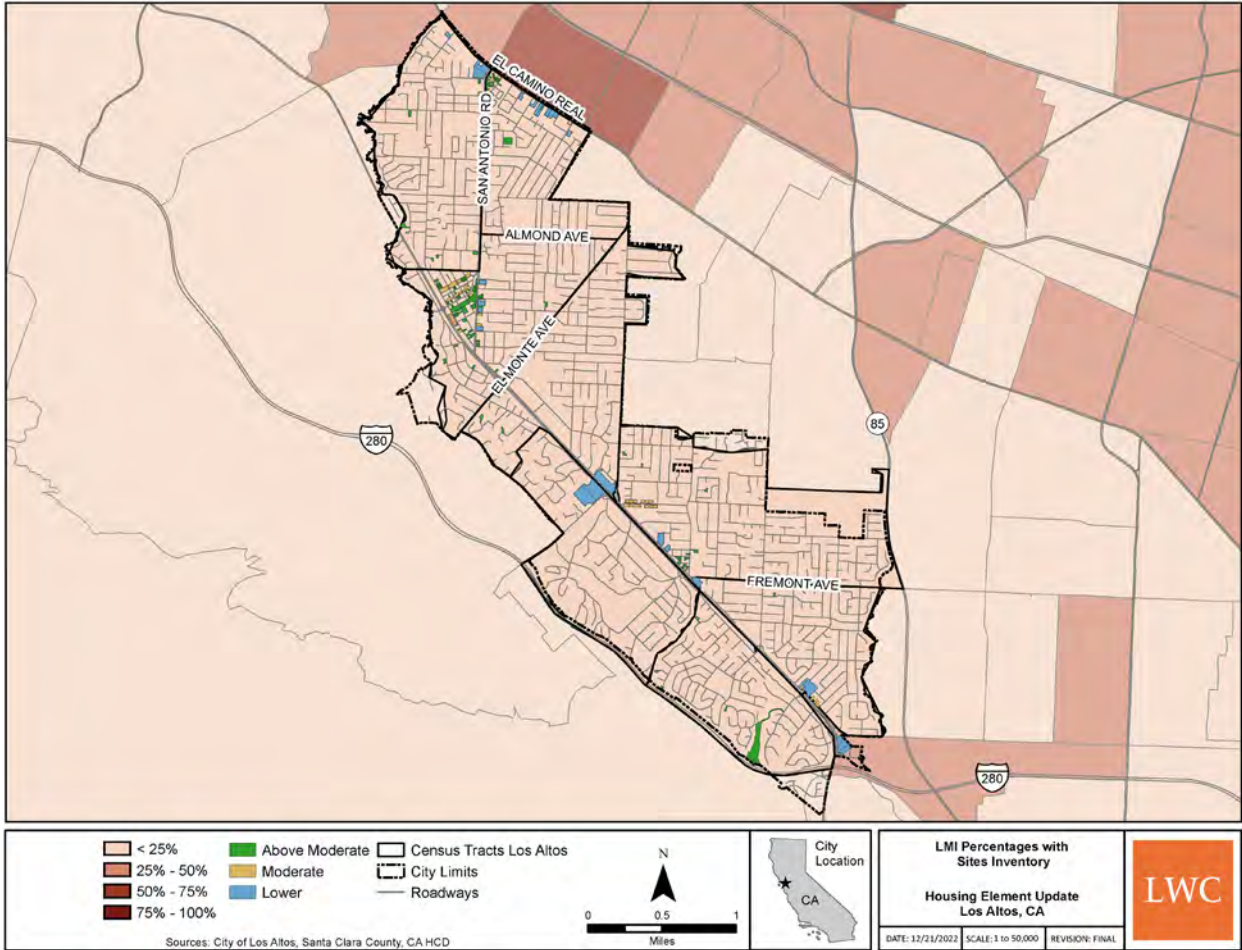 EL CAMINO REAL
SAN ANTONIO RD
ALMOND AVE
EL MONTE AVE
85
280
FREMONT AVE
280
< 25%
25% - 50%
50% - 75%
75% - 100%
Above Moderate
Moderate
Lower
Census Tracts Los Altos
City Limits
Roadways
Sources: City of Los Altos, Santa Clara County, CA HCD
N
0 0.5 1
Miles
City
Location
CA
LMI Percentages with
Sites Inventory
Housing Element Update
Los Altos, CA
DATE: 12/21/2022 SCALE: 1 to 50,000 REVISION: FINAL
LWC